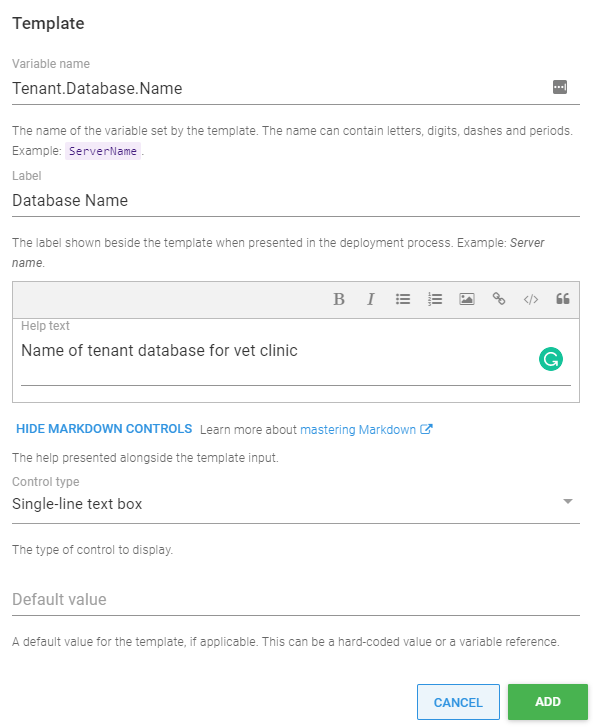 Template
Variable name
Tenant.Database.Name
The name of the variable set by the template. The name can contain letters, digits, dashes and periods.
Example: ServerName.
Label
Database Name
The label shown beside the template when presented in the deployment process. Example: Server
name.
B I
Help text
Name of tenant database for vet clinic
HIDE MARKDOWN CONTROLS Learn more about mastering Markdown
The help presented alongside the template input.
Control type
Single-line text box
The type of control to display.
Default value
A default value for the template, if applicable. This can be a hard-coded value or a variable reference.
CANCEL ADD